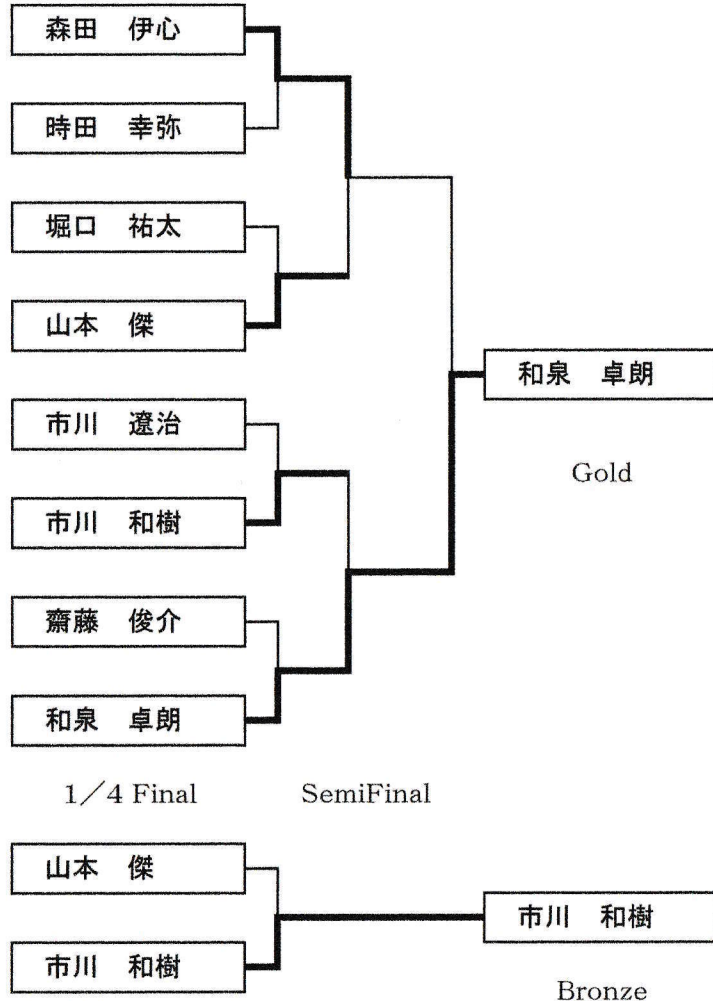 森田 伊心
時田 幸弥
堀口 祐太
山本 傑
市川 遼治
市川 和樹
齋藤 俊介
和泉 卓朗
和泉 卓朗
Gold
1／4 Final
SemiFinal
山本 傑
市川 和樹
市川 和樹
Bronze